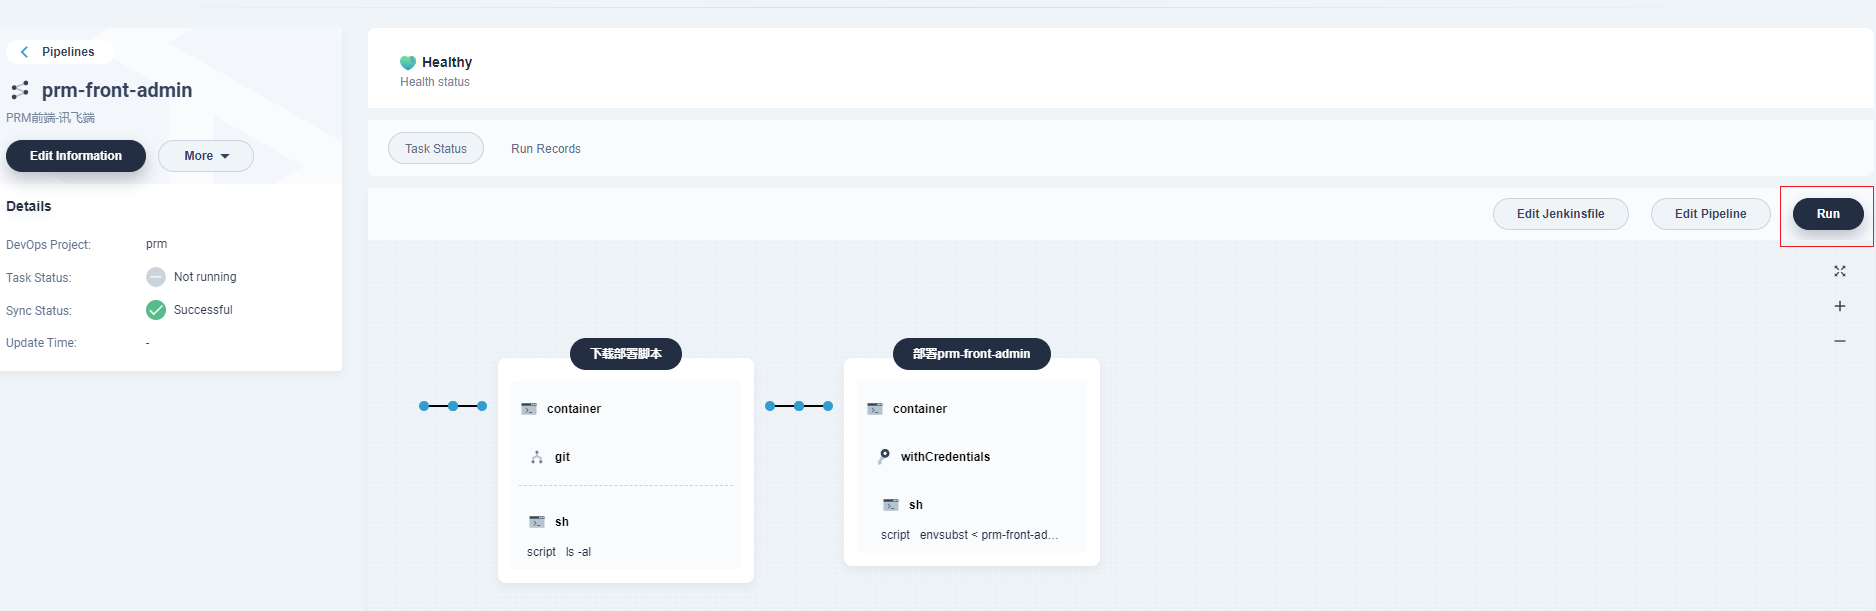 Pipelines
prm-front-admin
PRM前端-讯飞端
Edit Information
More
Details
DevOps Project:
prm
Task Status:
Not running
Sync Status:
Successful
Update Time:
-
Healthy
Health status
Task Status
Run Records
Edit Jenkinsfile
Edit Pipeline
Run
下载部署脚本
container
git
sh
script ls -al
部署prm-front-admin
container
withCredentials
sh
script envsubst < prm-front-ad...